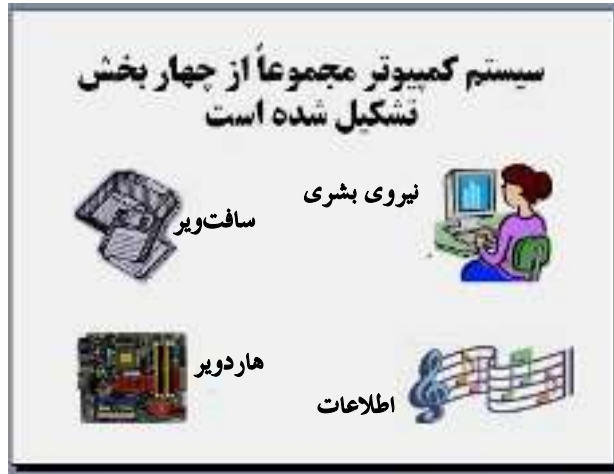 سیستم کمپیوتر مجموعاً از چهار بخش
تشکیل شده است
نیروی بشری
سافت‌ویر
هاردویر
اطلاعات